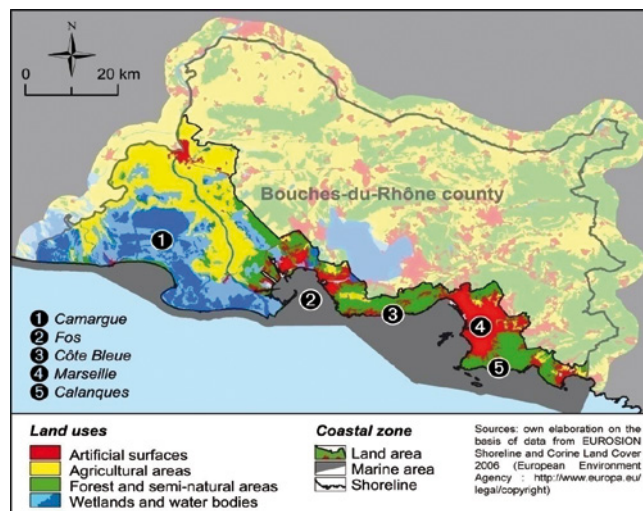 N
0 20 km
Bouches-du-Rhône county
1
2
3
4
5
1 Camargue
2 Fos
3 Côte Bleue
4 Marseille
5 Calanques
Land uses
Artificial surfaces
Agricultural areas
Forest and semi-natural areas
Wetlands and water bodies
Coastal zone
Land area
Marine area
Shoreline
Sources: own elaboration on the
basis of data from EUROSION
Shoreline and Corine Land Cover
2006 (European Environment
Agency : http://www.europa.eu/
legal/copyright)